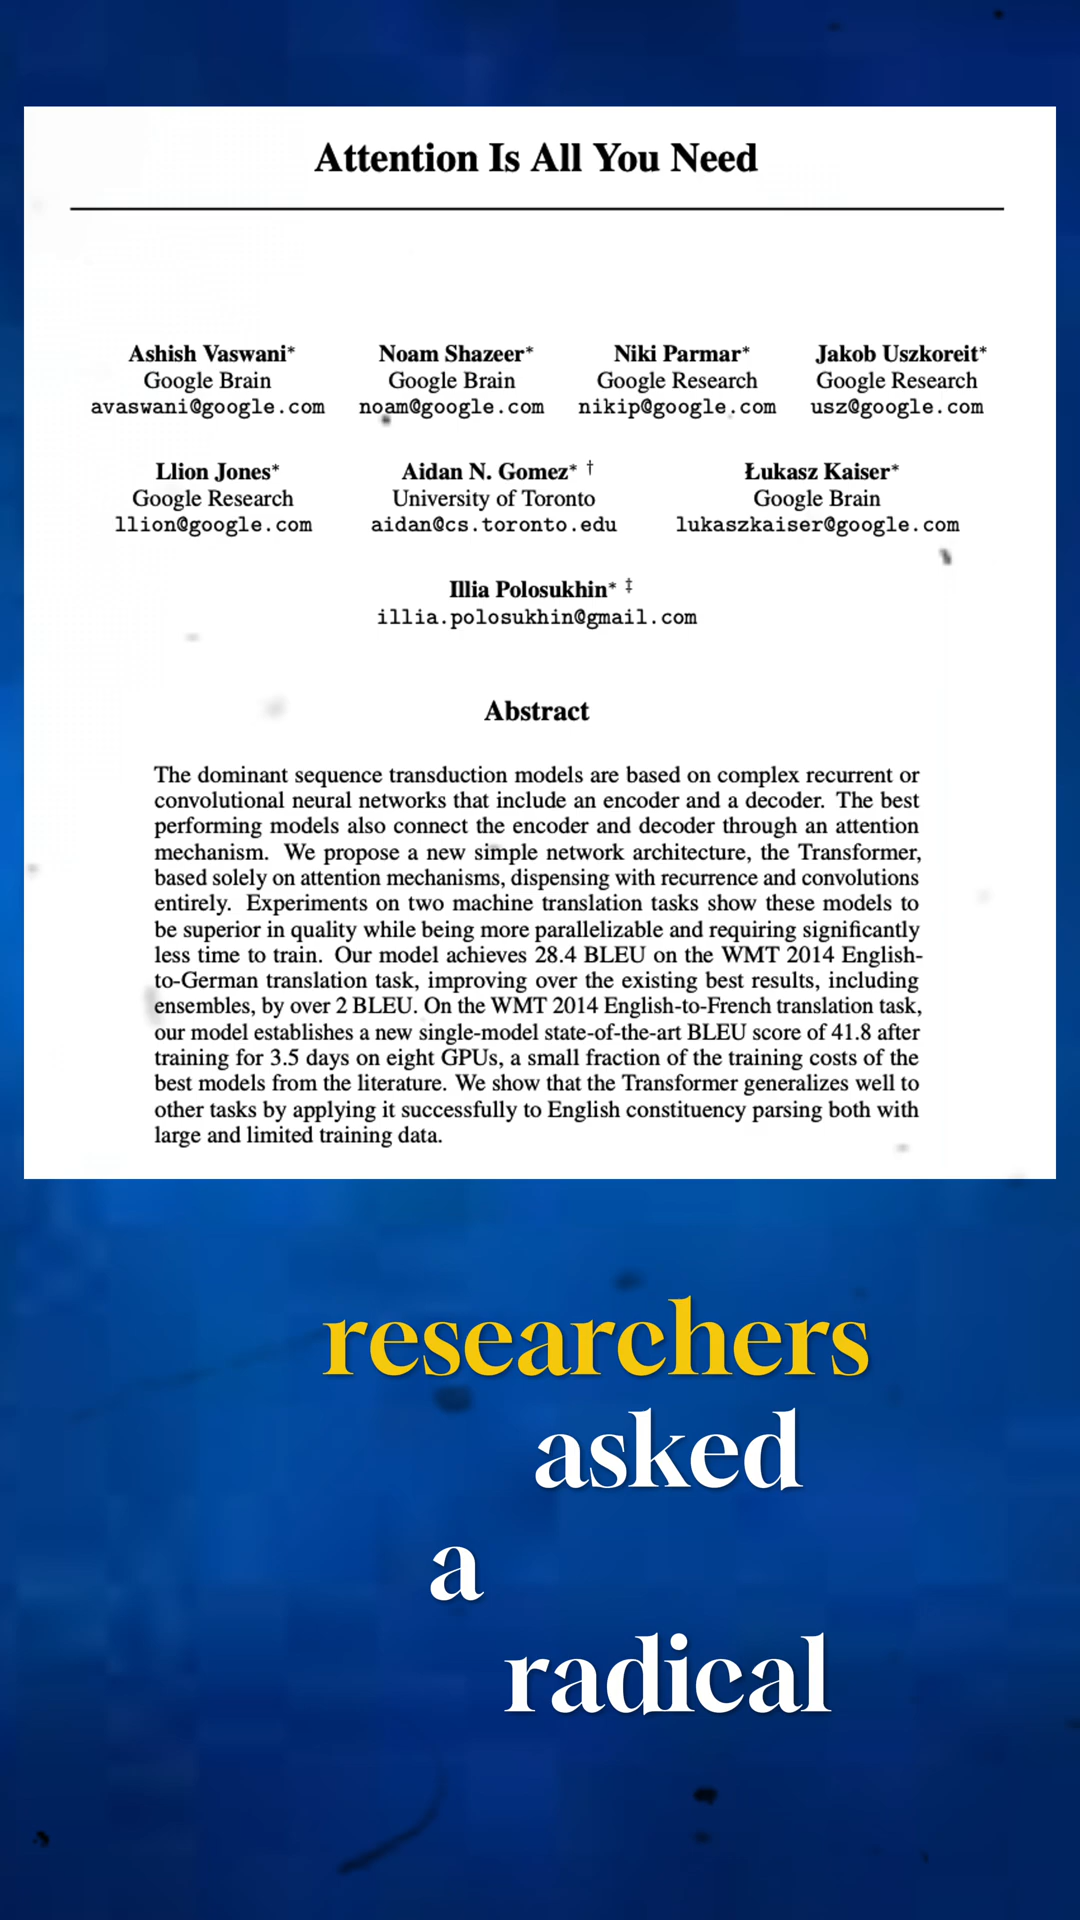 Attention Is All You Need
Ashish Vaswani* Noam Shazeer* Niki Parmar* Jakob Uszkoreit*
Google Brain Google Brain Google Research Google Research
avaswani@google.com noam@google.com nikip@google.com usz@google.com
Llion Jones* Aidan N. Gomez* † Łukasz Kaiser*
Google Research University of Toronto Google Brain
llion@google.com aidan@cs.toronto.edu lukaszkaiser@google.com
Illia Polosukhin* ‡
illia.polosukhin@gmail.com
Abstract
The dominant sequence transduction models are based on complex recurrent or
convolutional neural networks that include an encoder and a decoder. The best
performing models also connect the encoder and decoder through an attention
mechanism. We propose a new simple network architecture, the Transformer,
based solely on attention mechanisms, dispensing with recurrence and convolutions
entirely. Experiments on two machine translation tasks show these models to
be superior in quality while being more parallelizable and requiring significantly
less time to train. Our model achieves 28.4 BLEU on the WMT 2014 English-
to-German translation task, improving over the existing best results, including
ensembles, by over 2 BLEU. On the WMT 2014 English-to-French translation task,
our model establishes a new single-model state-of-the-art BLEU score of 41.8 after
training for 3.5 days on eight GPUs, a small fraction of the training costs of the
best models from the literature. We show that the Transformer generalizes well to
other tasks by applying it successfully to English constituency parsing both with
large and limited training data.
researchers
asked
a
radical